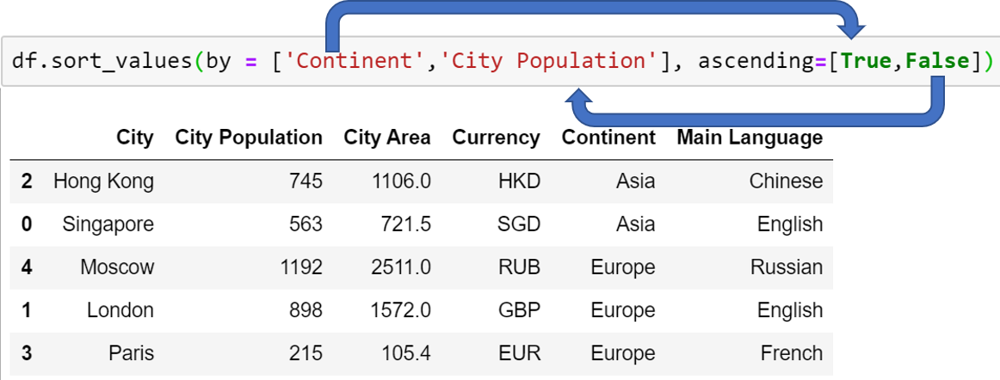 df.sort_values(by = ['Continent','City Population'], ascending=[True,False])
City City Population City Area Currency Continent Main Language
2 Hong Kong 745 1106.0 HKD Asia Chinese
0 Singapore 563 721.5 SGD Asia English
4 Moscow 1192 2511.0 RUB Europe Russian
1 London 898 1572.0 GBP Europe English
3 Paris 215 105.4 EUR Europe French